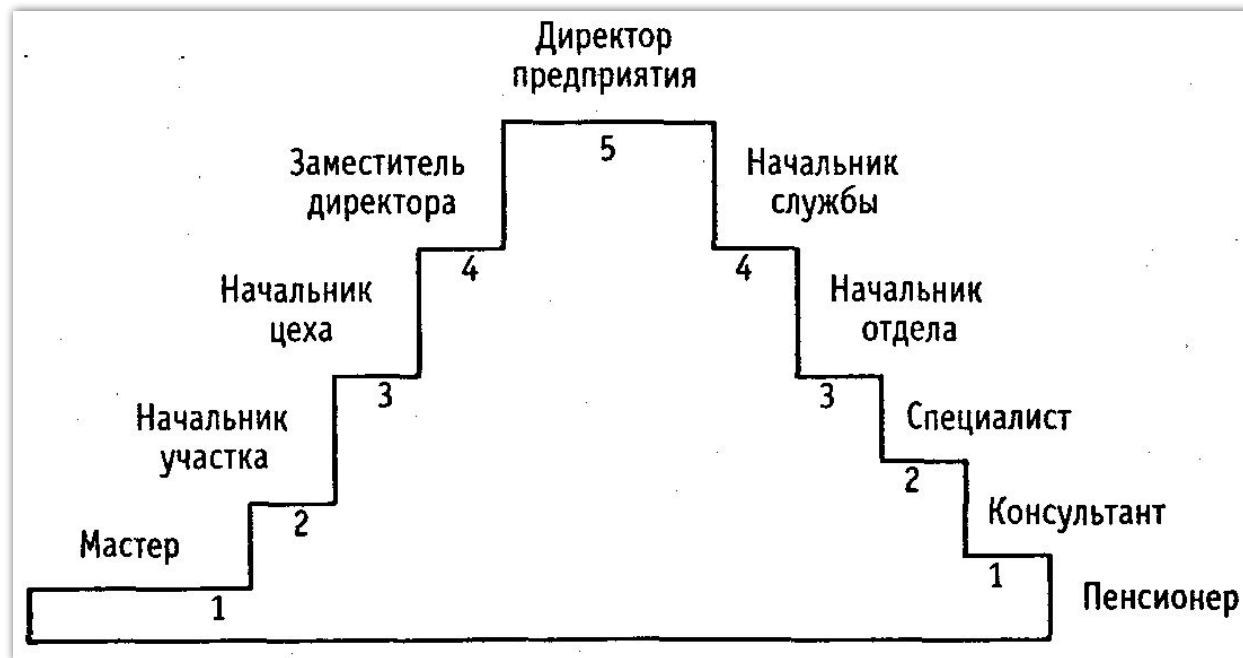 Директор
предприятия
5
Заместитель
директора
Начальник
службы
4
4
Начальник
цеха
Начальник
отдела
3
3
Начальник
участка
Специалист
2
2
Мастер
Консультант
1
1
Пенсионер